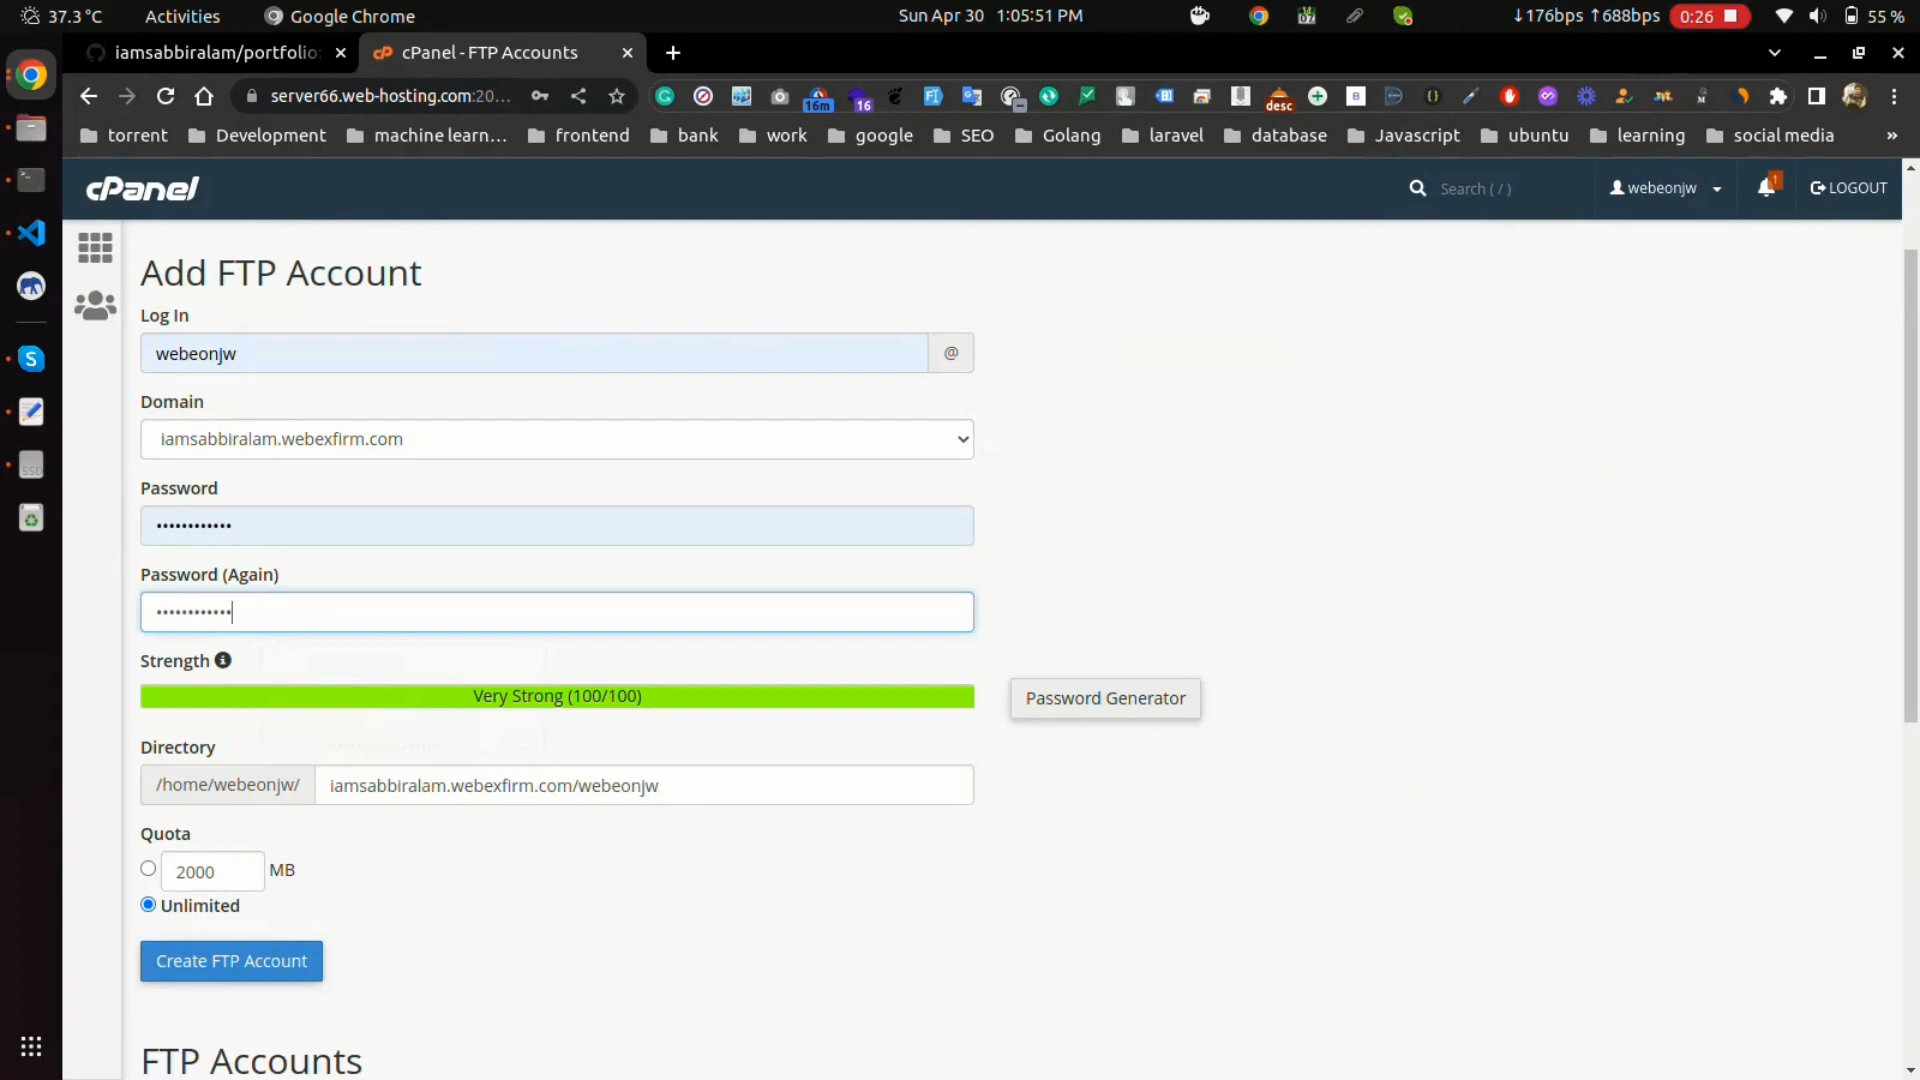 37.3 °C Activities Google Chrome Sun Apr 30 1:05:51 PM ↓176bps ↑688bps 0:26 55 %
iamsabbiralam/portfolio cPanel - FTP Accounts
server66.web-hosting.com:20... 16m 16 desc
torrent Development machine learn... frontend bank work google SEO Golang laravel database Javascript ubuntu learning social media »
cPanel Search ( / ) webeonjw 1 LOGOUT
Add FTP Account
Log In
webeonjw @
Domain
iamsabbiralam.webexfirm.com
Password
••••••••••••
Password (Again)
••••••••••••
Strength
Very Strong (100/100) Password Generator
Directory
/home/webeonjw/ iamsabbiralam.webexfirm.com/webeonjw
Quota
2000 MB
Unlimited
Create FTP Account
FTP Accounts